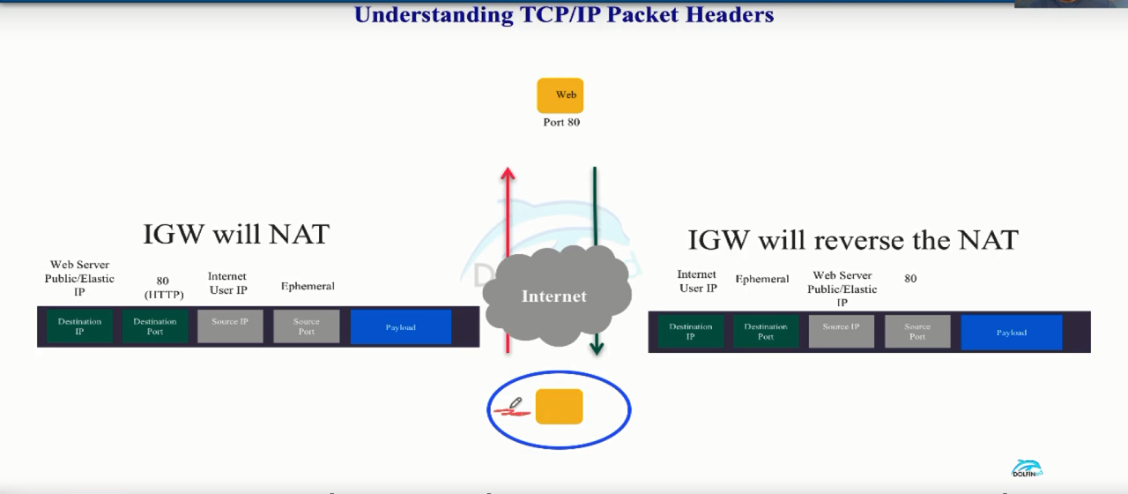 Understanding TCP/IP Packet Headers
Web
Port 80
IGW will NAT
Web Server
Public/Elastic
IP
80
(HTTP)
Internet
User IP
Ephemeral
Destination
IP
Destination
Port
Source IP
Source
Port
Payload
Internet
IGW will reverse the NAT
Internet
User IP
Ephemeral
Web Server
Public/Elastic
IP
80
Destination
IP
Destination
Port
Source IP
Source
Port
Payload
DOLFIN